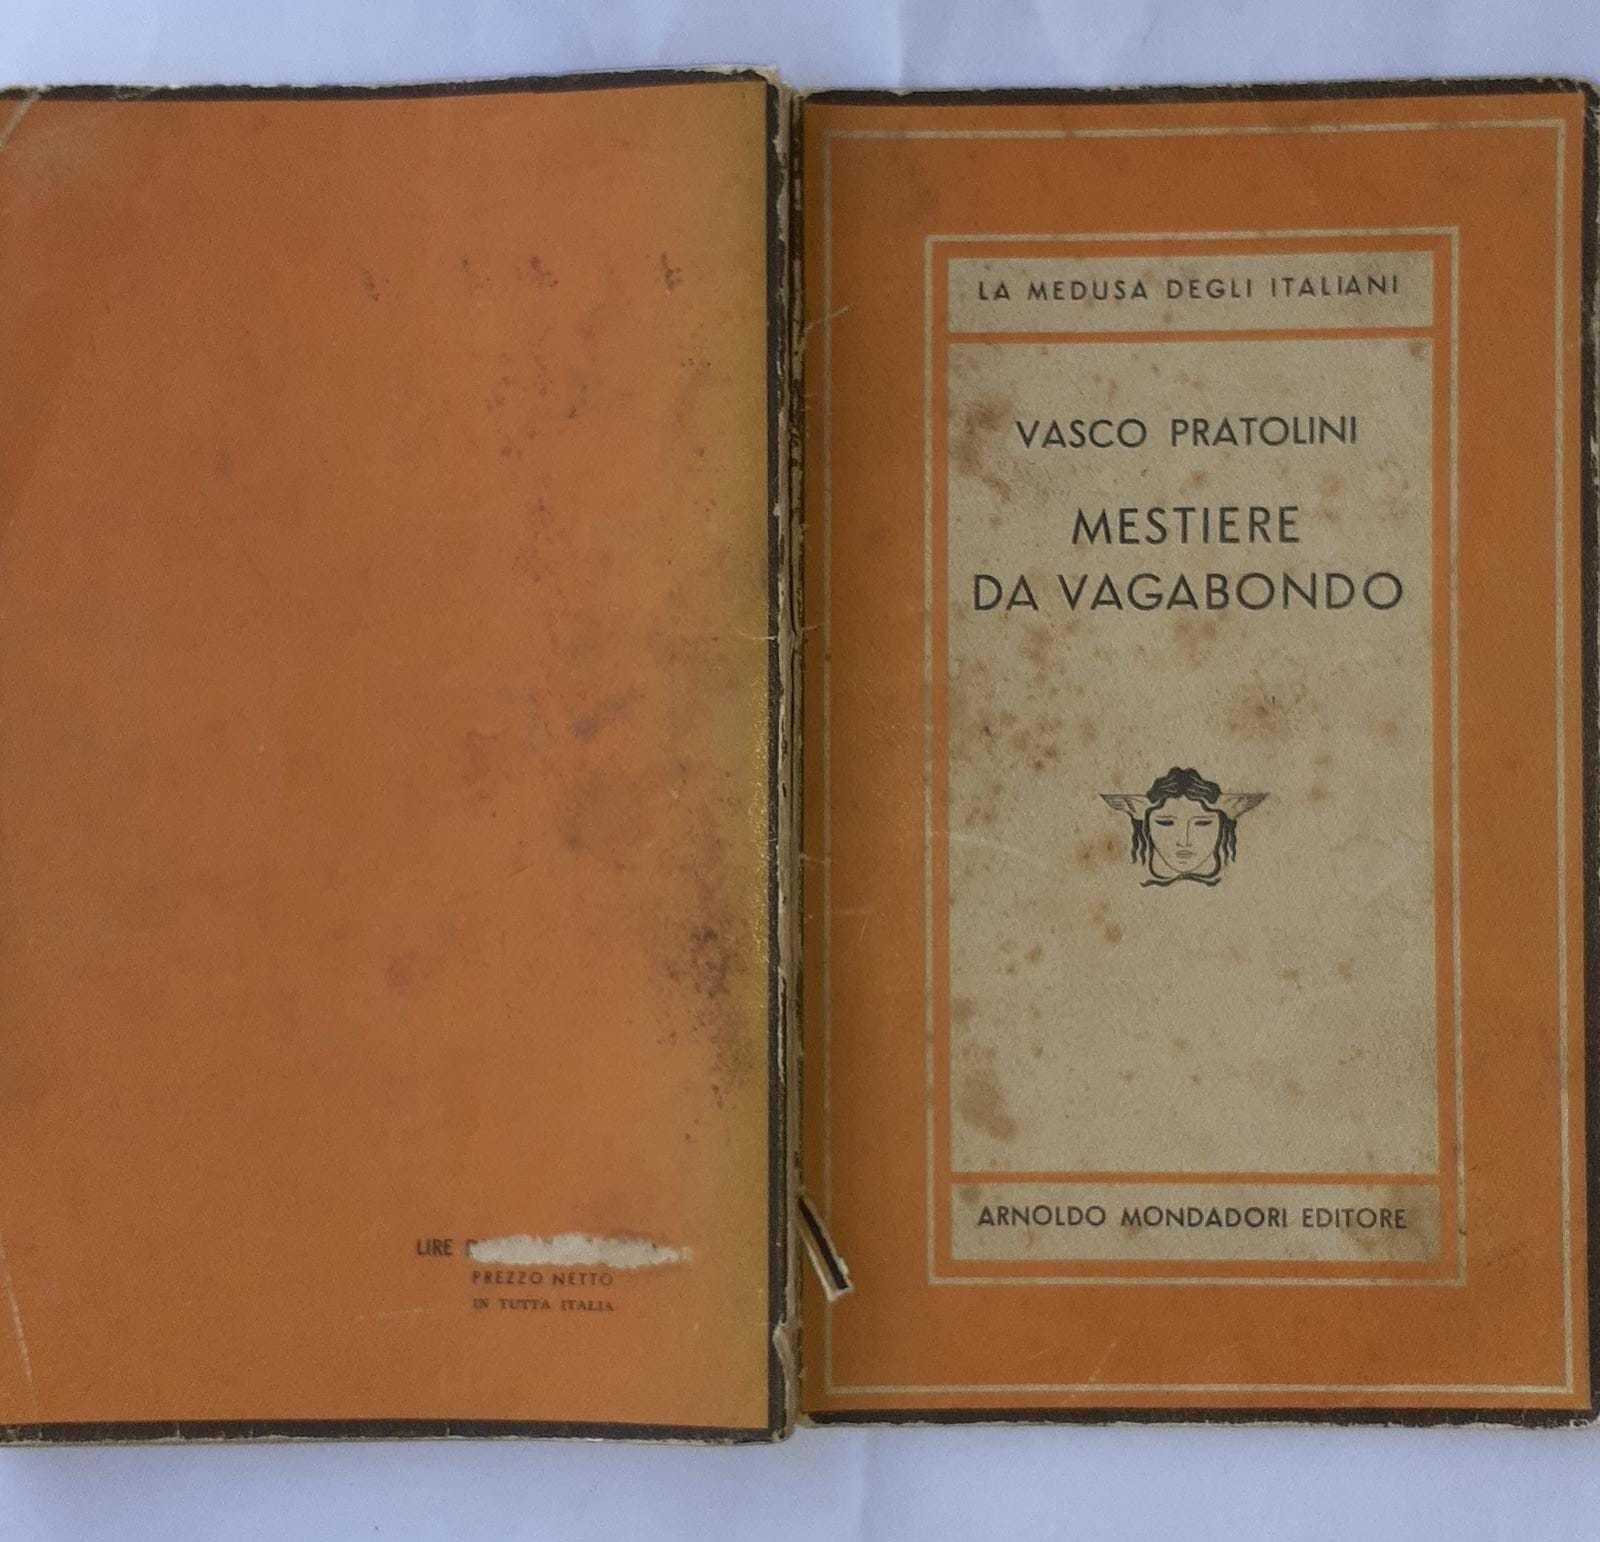 LIRE
PREZZO NETTO
IN TUTTA ITALIA
LA MEDUSA DEGLI ITALIANI
VASCO PRATOLINI
MESTIERE
DA VAGABONDO
ARNOLDO MONDADORI EDITORE